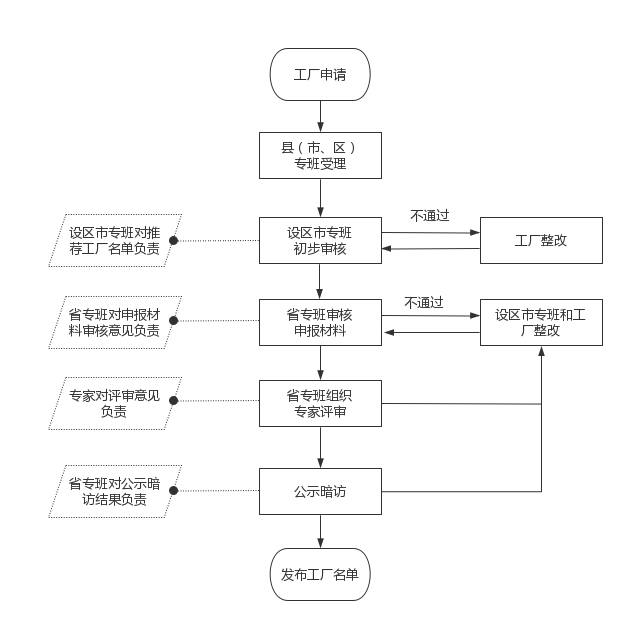 工厂申请
县（市、区）
专班受理
设区市专班对推
荐工厂名单负责
设区市专班
初步审核
不通过
工厂整改
省专班对申报材
料审核意见负责
省专班审核
申报材料
不通过
设区市专班和工
厂整改
专家对评审意见
负责
省专班组织
专家评审
省专班对公示暗
访结果负责
公示暗访
发布工厂名单